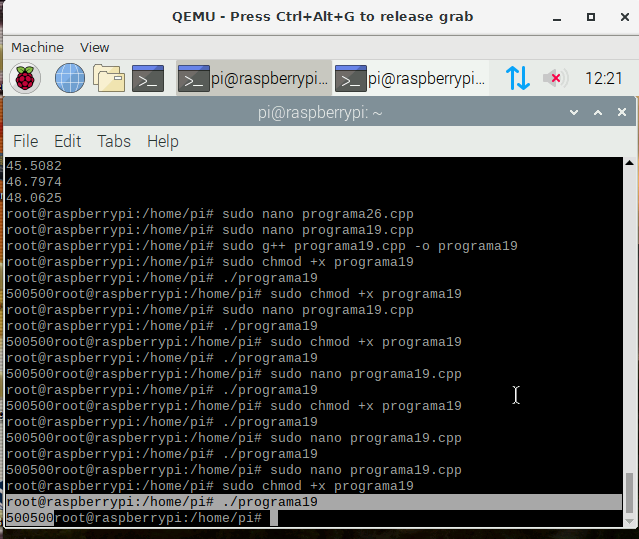 QEMU - Press Ctrl+Alt+G to release grab
Machine View
pi@raspberrypi... pi@raspberrypi... 12:21
pi@raspberrypi: ~
File Edit Tabs Help
45.5082
46.7974
48.0625
root@raspberrypi:/home/pi# sudo nano programa26.cpp
root@raspberrypi:/home/pi# sudo nano programa19.cpp
root@raspberrypi:/home/pi# sudo g++ programa19.cpp -o programa19
root@raspberrypi:/home/pi# sudo chmod +x programa19
root@raspberrypi:/home/pi# ./programa19
500500root@raspberrypi:/home/pi# sudo chmod +x programa19
root@raspberrypi:/home/pi# sudo nano programa19.cpp
root@raspberrypi:/home/pi# ./programa19
500500root@raspberrypi:/home/pi# sudo chmod +x programa19
root@raspberrypi:/home/pi# ./programa19
500500root@raspberrypi:/home/pi# sudo nano programa19.cpp
root@raspberrypi:/home/pi# ./programa19
500500root@raspberrypi:/home/pi# sudo chmod +x programa19
root@raspberrypi:/home/pi# ./programa19
500500root@raspberrypi:/home/pi# sudo nano programa19.cpp
root@raspberrypi:/home/pi# ./programa19
500500root@raspberrypi:/home/pi# sudo nano programa19.cpp
root@raspberrypi:/home/pi# sudo chmod +x programa19
root@raspberrypi:/home/pi# ./programa19
500500root@raspberrypi:/home/pi#